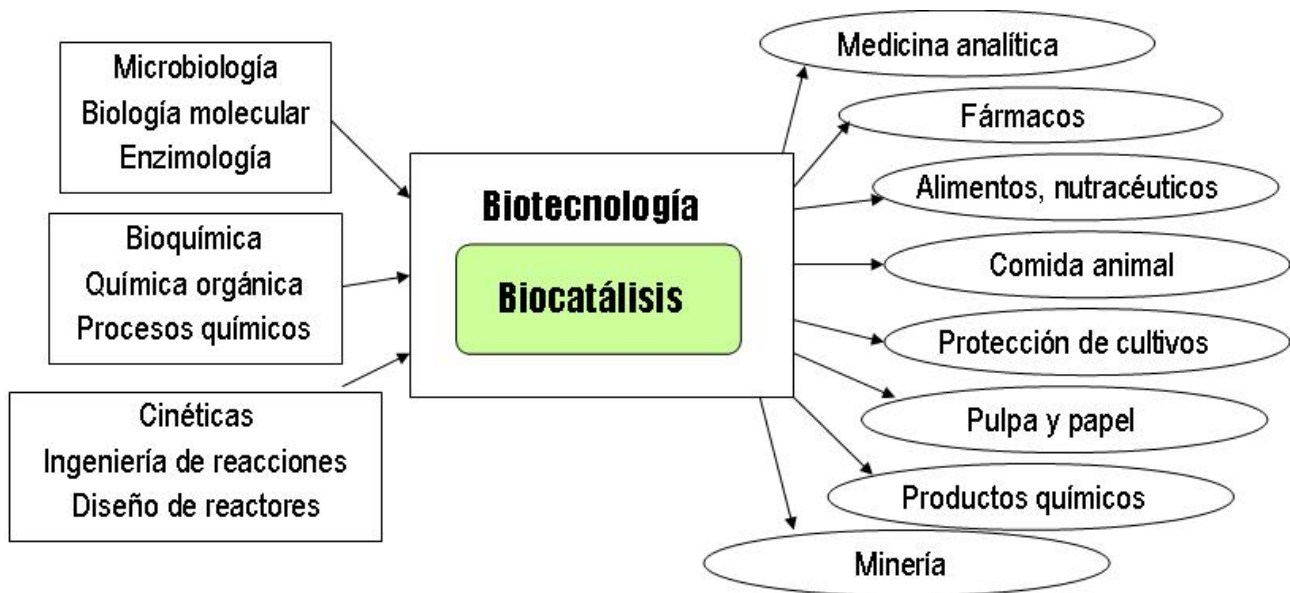 Microbiología
Biología molecular
Enzimología
Bioquímica
Química orgánica
Procesos químicos
Cinéticas
Ingeniería de reacciones
Diseño de reactores
Biotecnología
Biocatálisis
Medicina analítica
Fármacos
Alimentos, nutracéuticos
Comida animal
Protección de cultivos
Pulpa y papel
Productos químicos
Minería